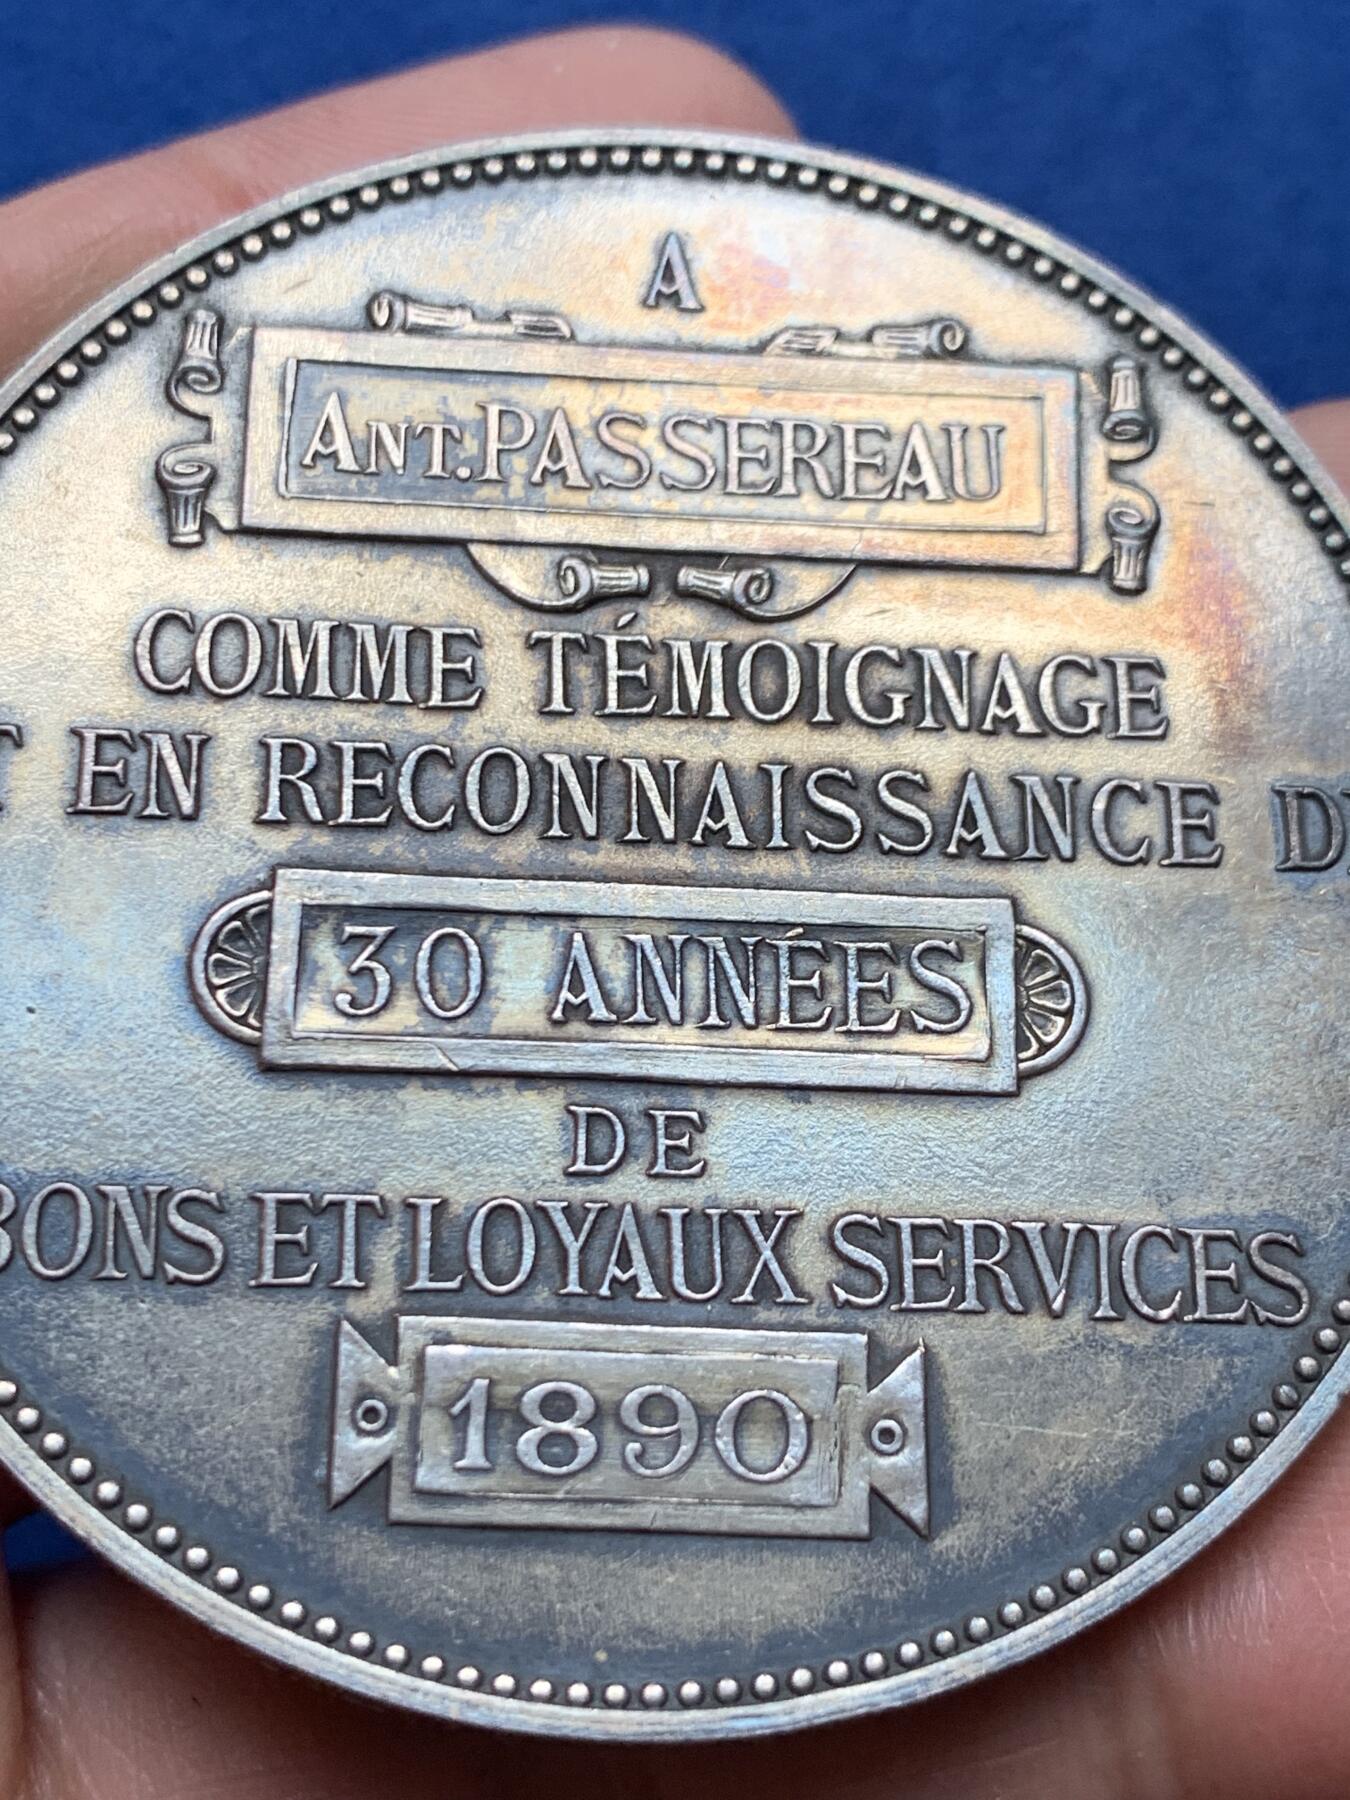 A
ANT. PASSEREAU
COMME TÉMOIGNAGE
EN RECONNAISSANCE
30 ANNÉES
DE
BONS ET LOYAUX SERVICES
1890